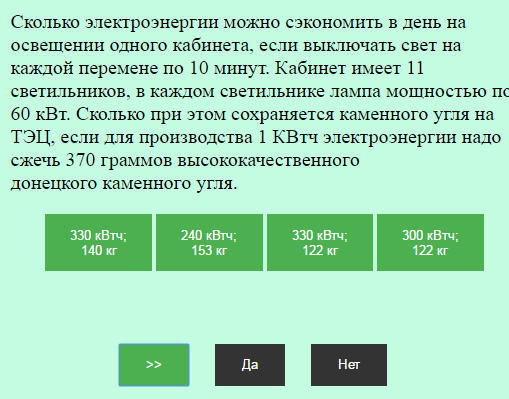 Сколько электроэнергии можно сэкономить в день на
освещении одного кабинета, если выключать свет на
каждой перемене по 10 минут. Кабинет имеет 11
светильников, в каждом светильнике лампа мощностью по
60 кВт. Сколько при этом сохраняется каменного угля на
ТЭЦ, если для производства 1 КВтч электроэнергии надо
сжечь 370 граммов высококачественного
донецкого каменного угля.
330 кВтч; 240 кВтч; 330 кВтч; 300 кВтч;
140 кг 153 кг 122 кг 122 кг
>> Да Нет